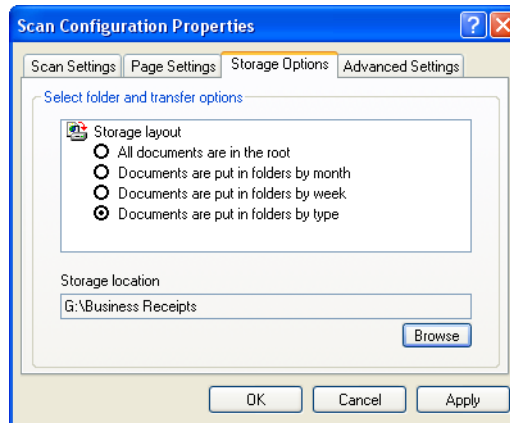 Scan Configuration Properties
Scan Settings Page Settings Storage Options Advanced Settings
Select folder and transfer options
Storage layout
All documents are in the root
Documents are put in folders by month
Documents are put in folders by week
Documents are put in folders by type
Storage location
G:\Business Receipts
Browse
OK Cancel Apply